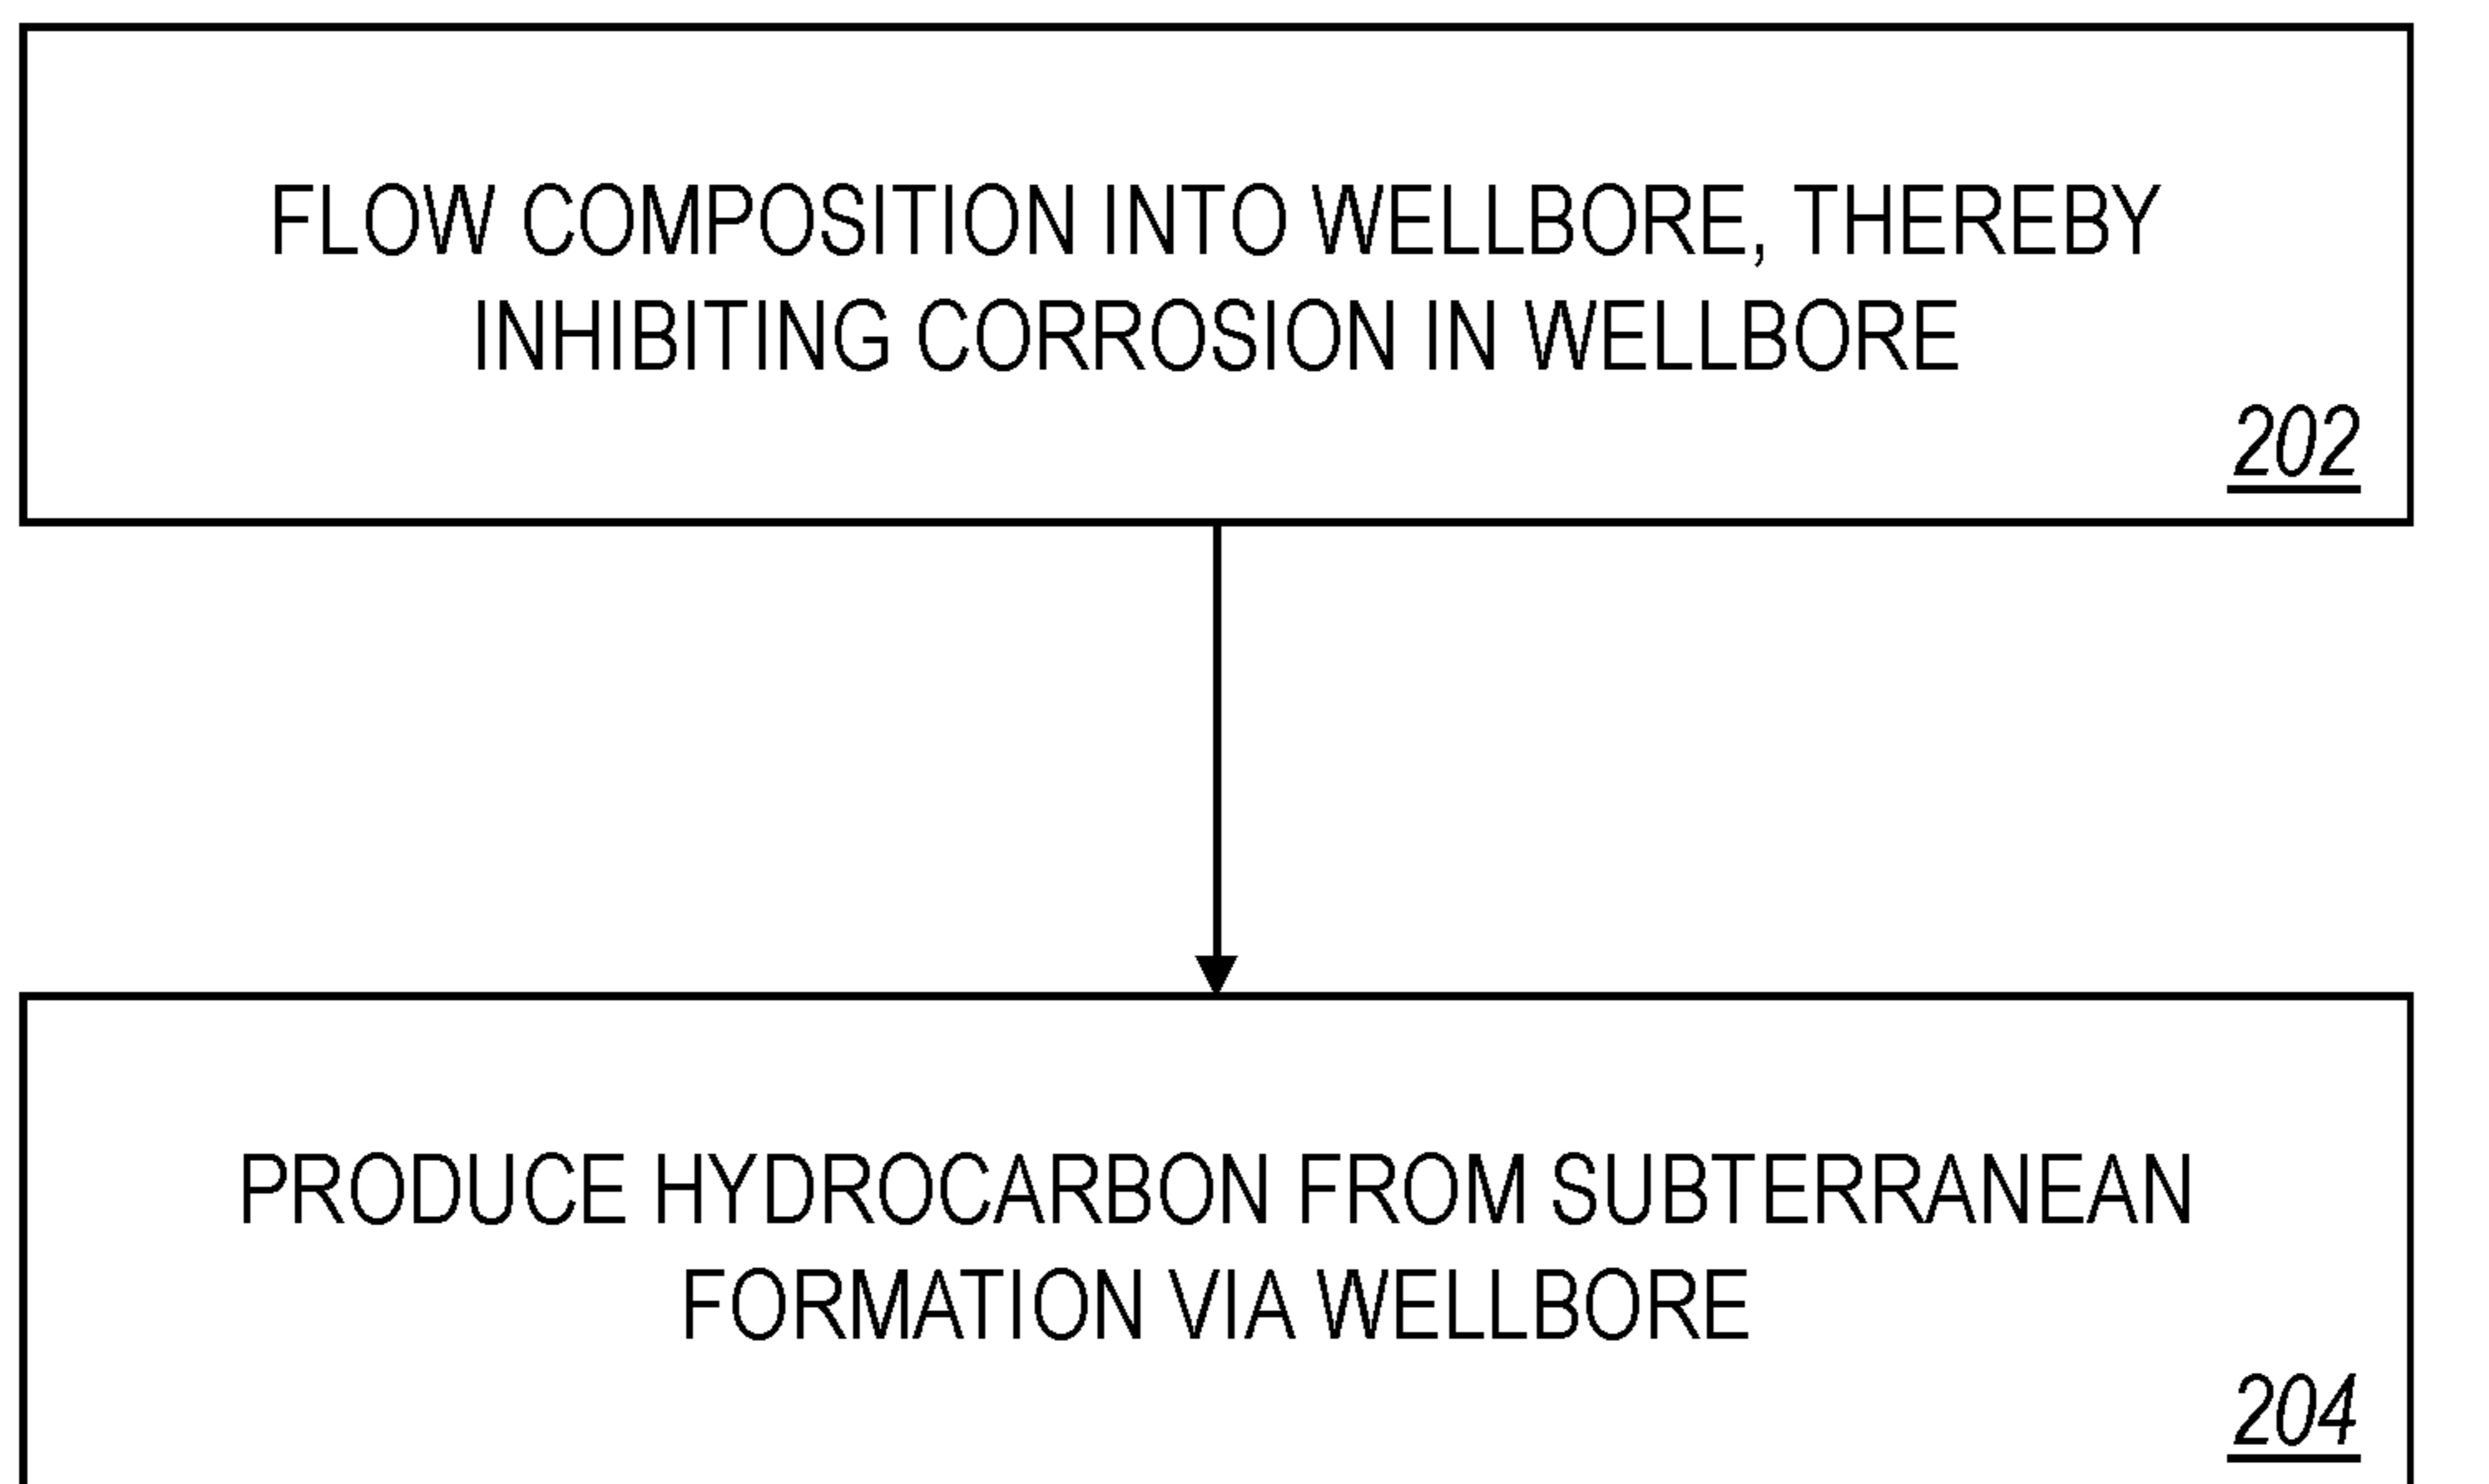 FLOW COMPOSITION INTO WELLBORE, THEREBY
INHIBITING CORROSION IN WELLBORE
202
PRODUCE HYDROCARBON FROM SUBTERRANEAN
FORMATION VIA WELLBORE
204